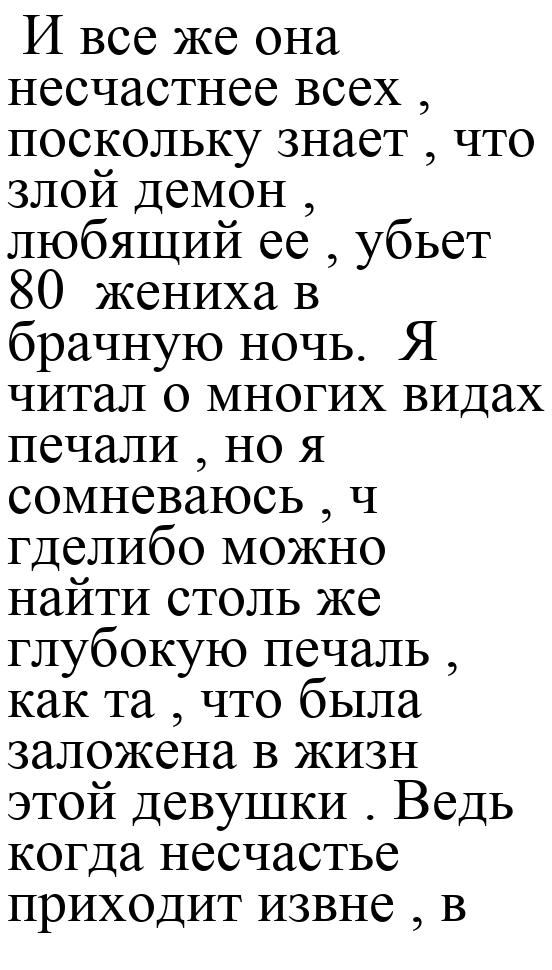 И все же она
несчастнее всех ,
поскольку знает , что
злой демон ,
любящий ее , убьет
80 жениха в
брачную ночь. Я
читал о многих видах
печали , но я
сомневаюсь , ч
гделибо можно
найти столь же
глубокую печаль ,
как та , что была
заложена в жизн
этой девушки . Ведь
когда несчастье
приходит извне , в